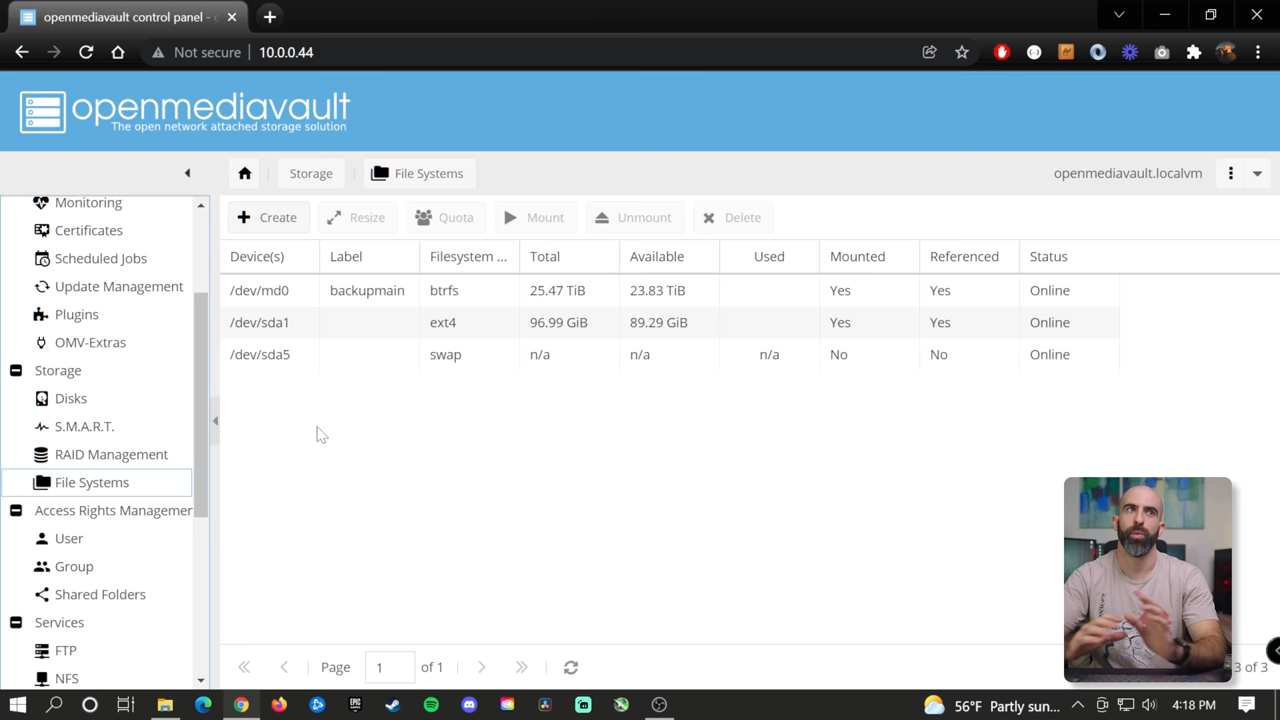 openmediavault control panel -
Not secure
10.0.0.44
openmediavault
The open network attached storage solution
Storage
File Systems
openmediavault.localvm
Monitoring
Certificates
Scheduled Jobs
Update Management
Plugins
OMV-Extras
Storage
Disks
S.M.A.R.T.
RAID Management
File Systems
Access Rights Managemen
User
Group
Shared Folders
Services
FTP
NFS
Create
Resize
Quota
Mount
Unmount
Delete
Device(s) Label Filesystem ... Total Available Used Mounted Referenced Status
/dev/md0 backupmain btrfs 25.47 TiB 23.83 TiB Yes Yes Online
/dev/sda1 ext4 96.99 GiB 89.29 GiB Yes Yes Online
/dev/sda5 swap n/a n/a n/a No No Online
Page 1 of 1
3 of 3
56°F Partly sun...
4:18 PM